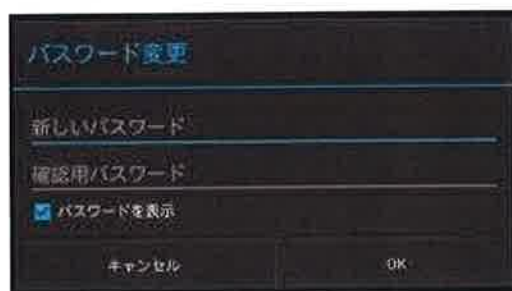 パスワード変更
新しいパスワード
確認用パスワード
パスワードを表示
キャンセル OK